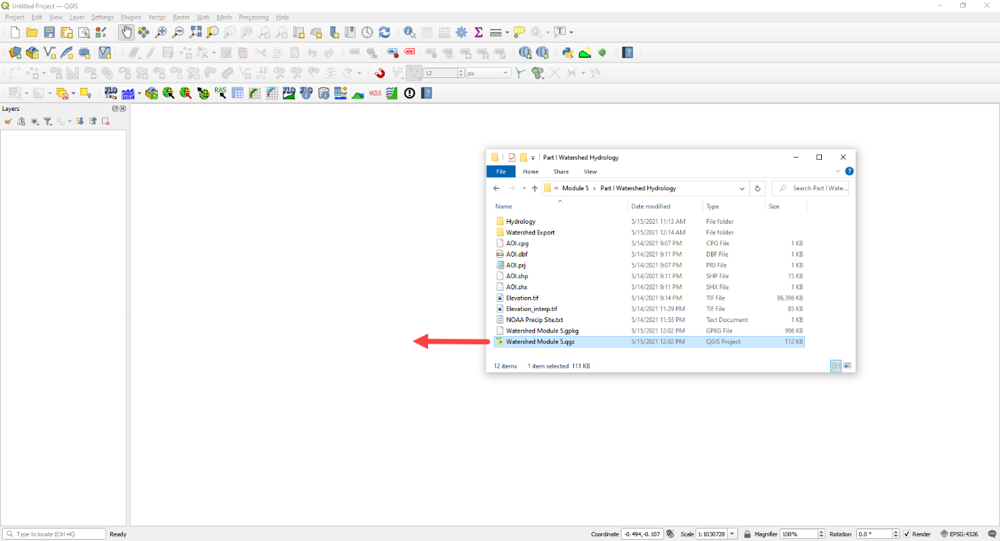 Untitled Project — QGIS
Project Edit View Layer Settings Plugins Vector Raster Web Mesh Processing Help
12 px
RAS HAZUS
Layers
Part I Watershed Hydrology
File Home Share View
« Module 5 › Part I Watershed Hydrology Search Part I Wate...
Name Date modified Type Size
Hydrology 5/15/2021 11:13 AM File folder
Watershed Export 5/15/2021 12:14 AM File folder
AOI.cpg 5/14/2021 9:07 PM CPG File 1 KB
AOI.dbf 5/14/2021 9:11 PM DBF File 1 KB
AOI.prj 5/14/2021 9:07 PM PRJ File 1 KB
AOI.shp 5/14/2021 9:11 PM SHP File 15 KB
AOI.shx 5/14/2021 9:11 PM SHX File 1 KB
Elevation.tif 5/14/2021 9:14 PM TIF File 86,396 KB
Elevation_interp.tif 5/14/2021 11:29 PM TIF File 85 KB
NOAA Precip Site.txt 5/14/2021 11:53 PM Text Document 1 KB
Watershed Module 5.gpkg 5/15/2021 12:02 PM GPKG File 996 KB
Watershed Module 5.qgz 5/15/2021 12:02 PM QGIS Project 112 KB
12 items 1 item selected 111 KB
Type to locate (Ctrl+K) Ready Coordinate -0.494,-0.107 Scale 1:1030728 Magnifier 100% Rotation 0.0 ° Render EPSG:4326